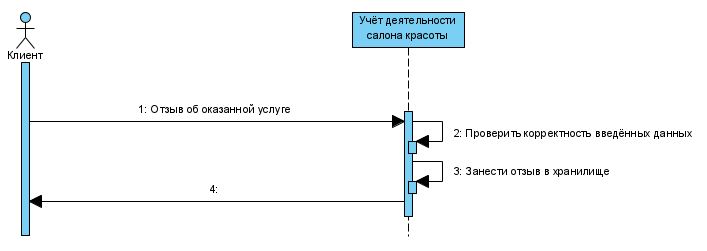 Учёт деятельности
салона красоты
Клиент
1: Отзыв об оказанной услуге
2: Проверить корректность введённых данных
3: Занести отзыв в хранилище
4: